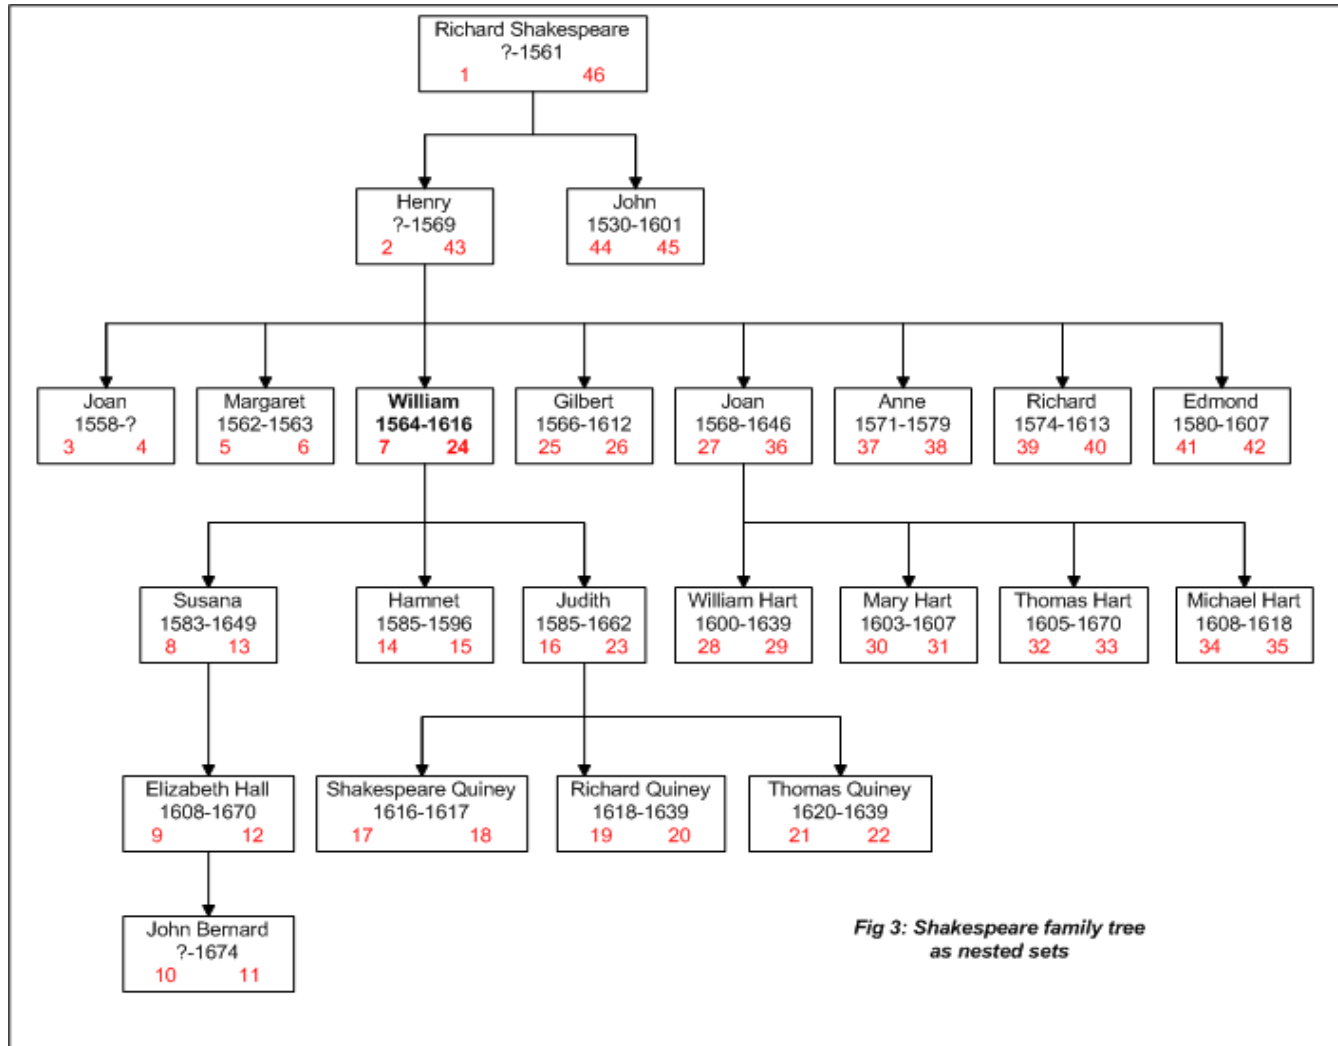 Richard Shakespeare
?-1561
1 46
Henry
?-1569
2 43
John
1530-1601
44 45
Joan
1558-?
3 4
Margaret
1562-1563
5 6
William
1564-1616
7 24
Gilbert
1566-1612
25 26
Joan
1568-1646
27 36
Anne
1571-1579
37 38
Richard
1574-1613
39 40
Edmond
1580-1607
41 42
Susana
1583-1649
8 13
Hamnet
1585-1596
14 15
Judith
1585-1662
16 23
William Hart
1600-1639
28 29
Mary Hart
1603-1607
30 31
Thomas Hart
1605-1670
32 33
Michael Hart
1608-1618
34 35
Elizabeth Hall
1608-1670
9 12
Shakespeare Quiney
1616-1617
17 18
Richard Quiney
1618-1639
19 20
Thomas Quiney
1620-1639
21 22
John Bernard
?-1674
10 11
Fig 3: Shakespeare family tree
as nested sets